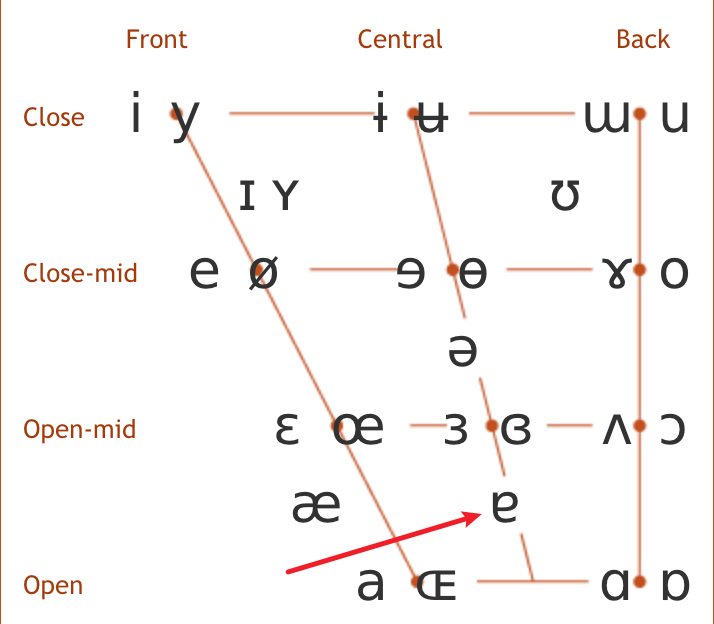 Front Central Back
Close i y ɨ ʉ ɯ u
ɪ ʏ ʊ
Close-mid e ø ɘ ɵ ɤ o
ə
Open-mid ɛ œ ɜ ɞ ʌ ɔ
æ ɐ
Open a ɶ ɑ ɒ